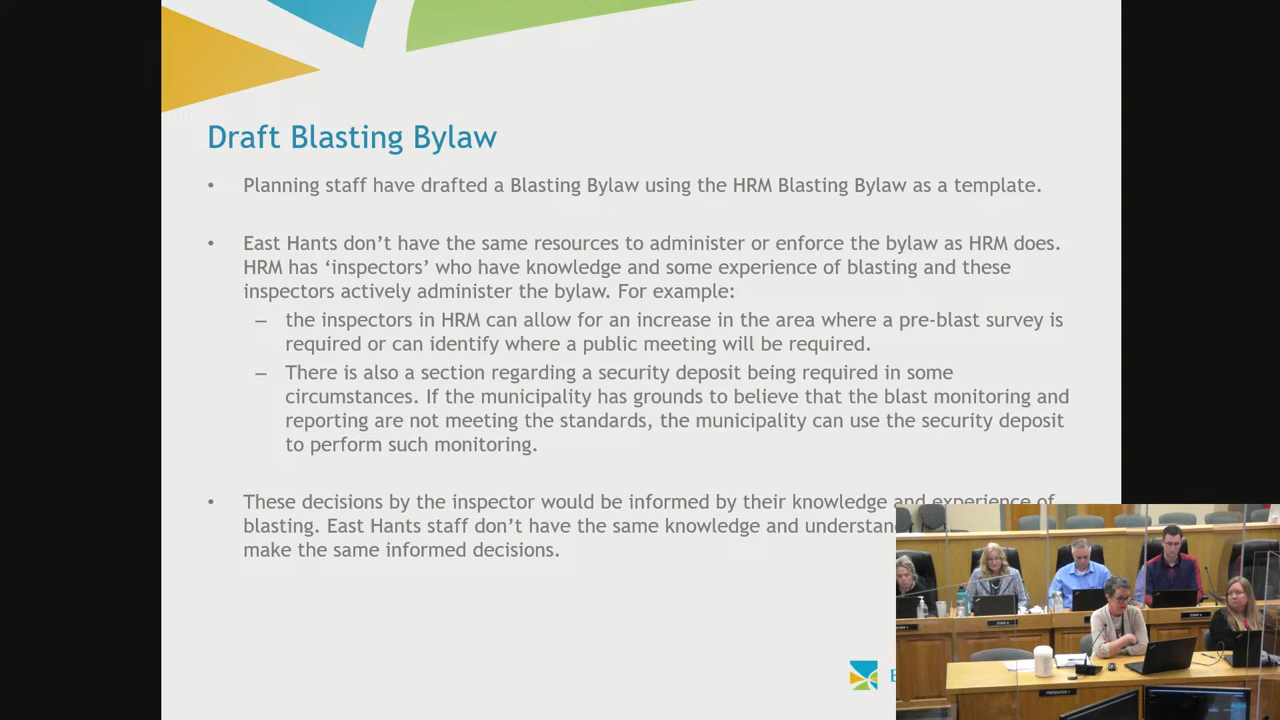 Draft Blasting Bylaw
• Planning staff have drafted a Blasting Bylaw using the HRM Blasting Bylaw as a template.
• East Hants don't have the same resources to administer or enforce the bylaw as HRM does.
HRM has 'inspectors' who have knowledge and some experience of blasting and these
inspectors actively administer the bylaw. For example:
– the inspectors in HRM can allow for an increase in the area where a pre-blast survey is
required or can identify where a public meeting will be required.
– There is also a section regarding a security deposit being required in some
circumstances. If the municipality has grounds to believe that the blast monitoring and
reporting are not meeting the standards, the municipality can use the security deposit
to perform such monitoring.
• These decisions by the inspector would be informed by their knowledge and experience of
blasting. East Hants staff don't have the same knowledge and understan
make the same informed decisions.